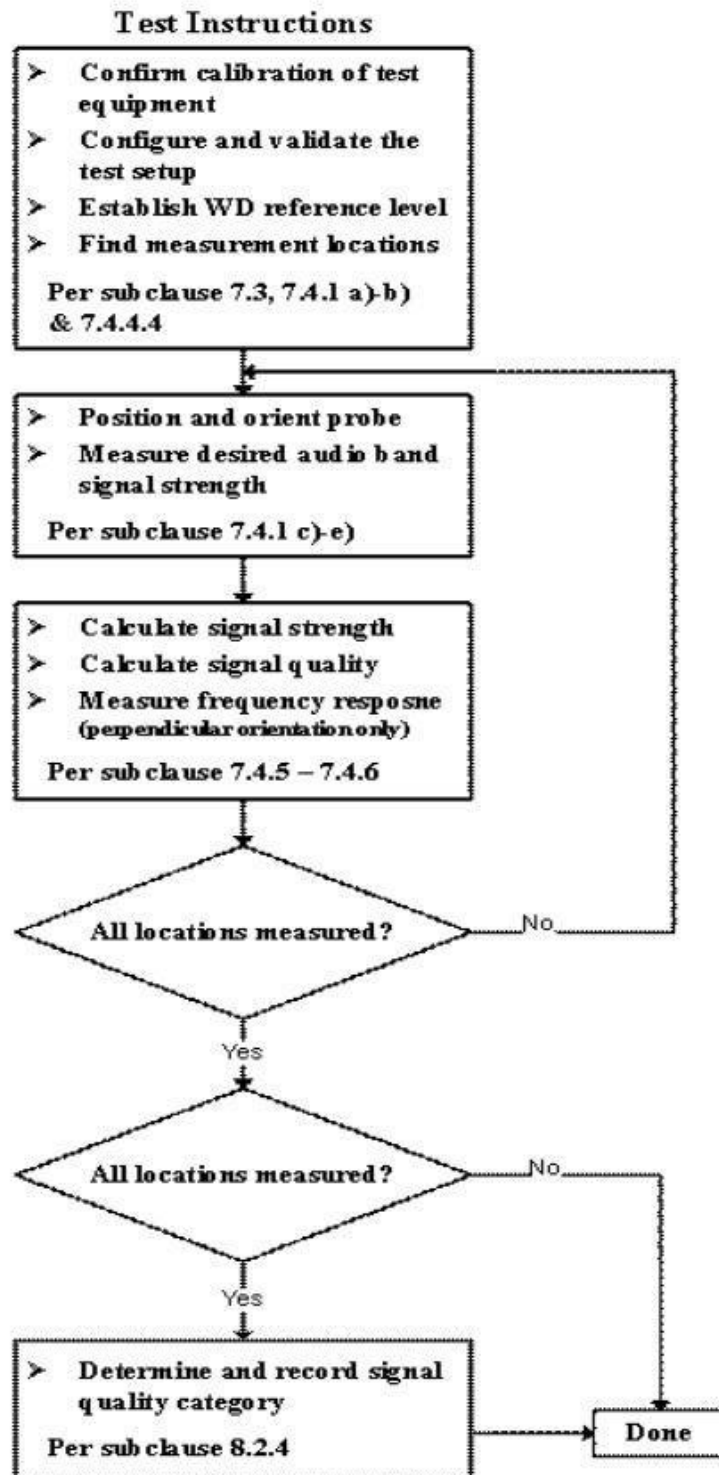 Test Instructions
➢ Confirm calibration of test
equipment
➢ Configure and validate the
test setup
➢ Establish WD reference level
➢ Find measurement locations
Per subclause 7.3, 7.4.1 a)-b)
& 7.4.4.4
➢ Position and orient probe
➢ Measure desired audio band
signal strength
Per subclause 7.4.1 c)-e)
➢ Calculate signal strength
➢ Calculate signal quality
➢ Measure frequency resposne
(perpendicular orientation only)
Per subclause 7.4.5 – 7.4.6
All locations measured?
No
Yes
All locations measured?
No
Yes
➢ Determine and record signal
quality category
Per subclause 8.2.4
Done